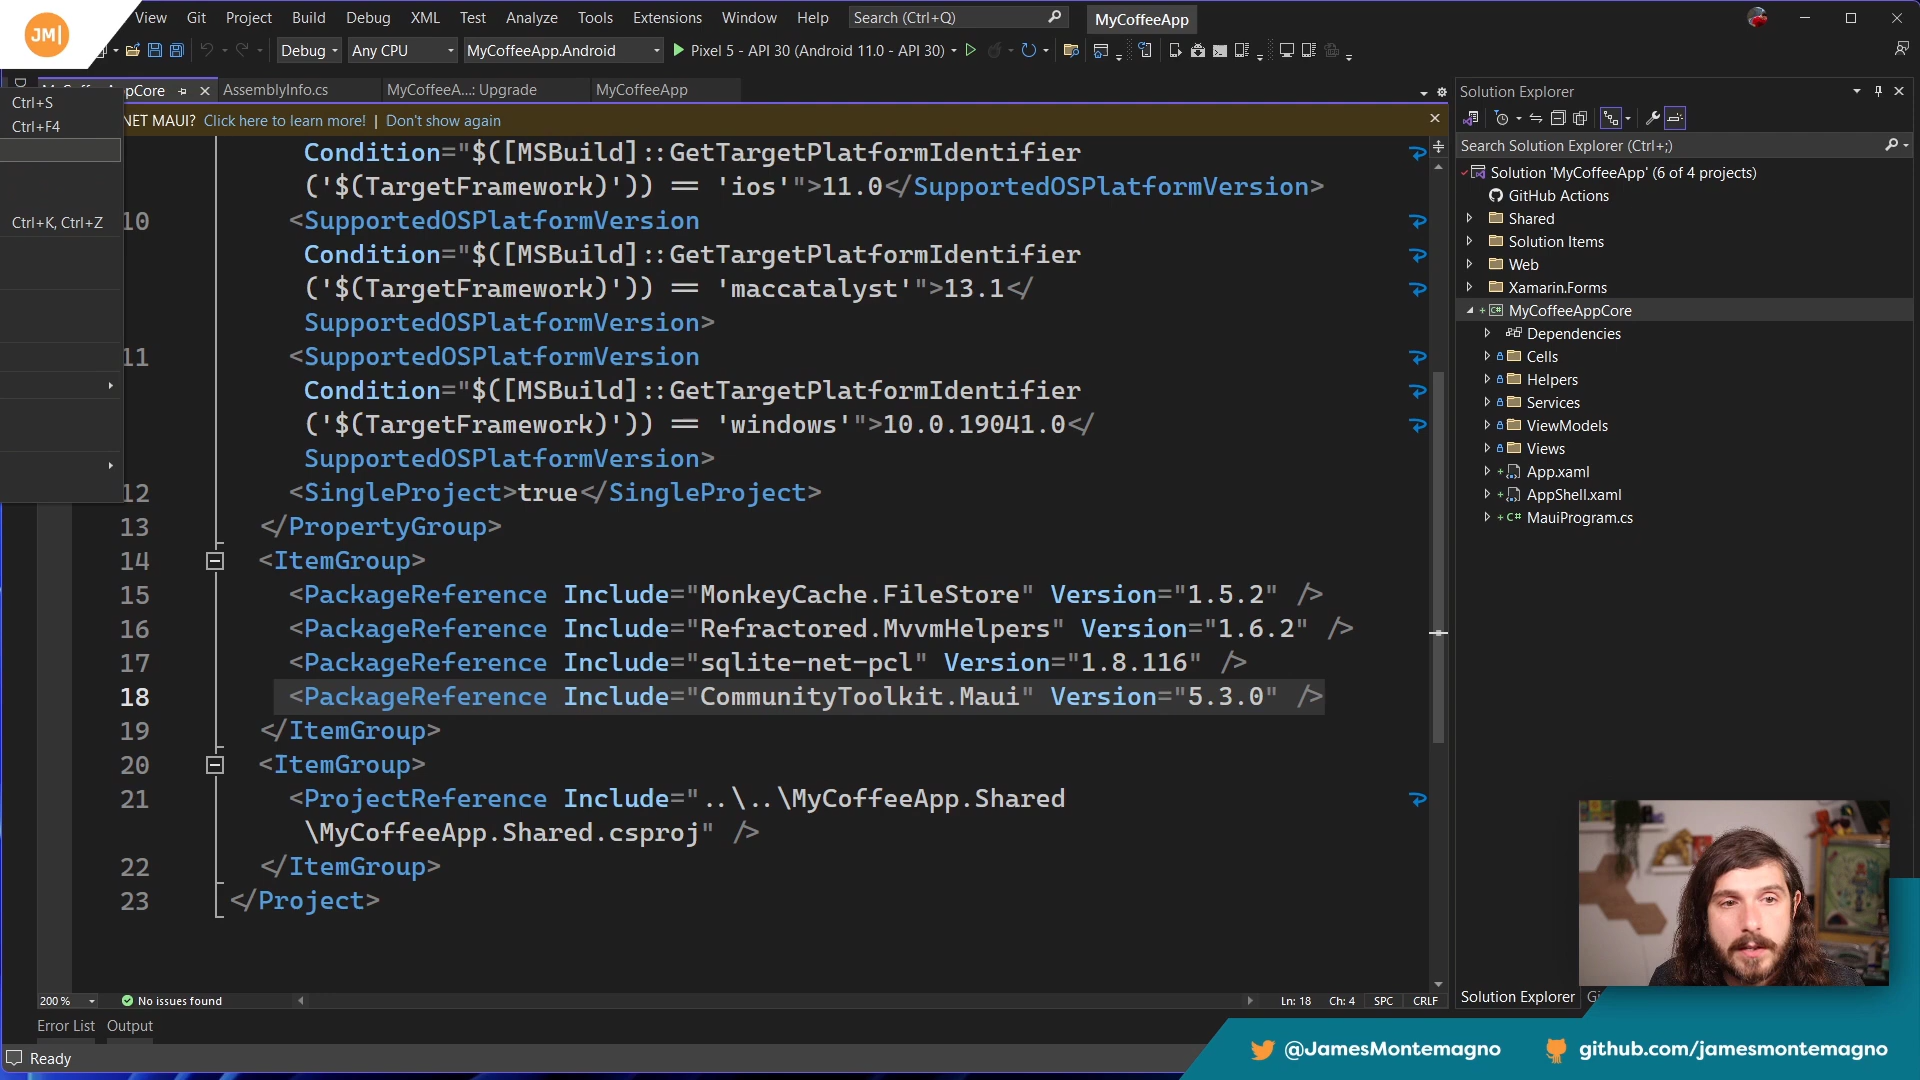 JM|
View Git Project Build Debug XML Test Analyze Tools Extensions Window Help Search (Ctrl+Q) MyCoffeeApp
Debug Any CPU MyCoffeeApp.Android Pixel 5 - API 30 (Android 11.0 - API 30)
AssemblyInfo.cs MyCoffeeA...: Upgrade MyCoffeeApp
Ctrl+S
Ctrl+F4
Ctrl+K, Ctrl+Z
NET MAUI? Click here to learn more! | Don't show again
Condition="$([MSBuild]::GetTargetPlatformIdentifier
('$(TargetFramework)')) == 'ios'">11.0</SupportedOSPlatformVersion>
10 <SupportedOSPlatformVersion
Condition="$([MSBuild]::GetTargetPlatformIdentifier
('$(TargetFramework)')) == 'maccatalyst'">13.1</
SupportedOSPlatformVersion>
11 <SupportedOSPlatformVersion
Condition="$([MSBuild]::GetTargetPlatformIdentifier
('$(TargetFramework)')) == 'windows'">10.0.19041.0</
SupportedOSPlatformVersion>
12 <SingleProject>true</SingleProject>
13 </PropertyGroup>
14 <ItemGroup>
15 <PackageReference Include="MonkeyCache.FileStore" Version="1.5.2" />
16 <PackageReference Include="Refractored.MvvmHelpers" Version="1.6.2" />
17 <PackageReference Include="sqlite-net-pcl" Version="1.8.116" />
18 <PackageReference Include="CommunityToolkit.Maui" Version="5.3.0" />
19 </ItemGroup>
20 <ItemGroup>
21 <ProjectReference Include="..\..\MyCoffeeApp.Shared
\MyCoffeeApp.Shared.csproj" />
22 </ItemGroup>
23 </Project>
200 % No issues found Ln: 18 Ch: 4 SPC CRLF
Error List Output
Ready
Solution Explorer
Search Solution Explorer (Ctrl+;)
Solution 'MyCoffeeApp' (6 of 4 projects)
GitHub Actions
Shared
Solution Items
Web
Xamarin.Forms
MyCoffeeAppCore
Dependencies
Cells
Helpers
Services
ViewModels
Views
App.xaml
AppShell.xaml
MauiProgram.cs
Solution Explorer
@JamesMontemagno github.com/jamesmontemagno